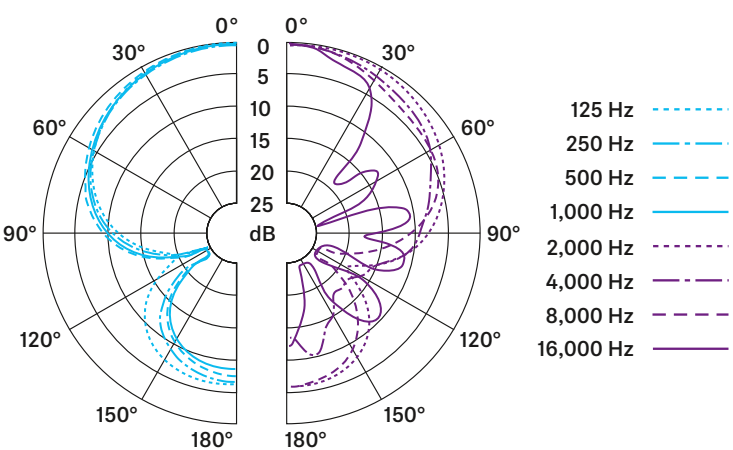 0° 0°
30° 0 30°
5
10
60° 15 60°
20
25
90° dB 90°
120° 120°
150° 150°
180° 180°
125 Hz
250 Hz
500 Hz
1,000 Hz
2,000 Hz
4,000 Hz
8,000 Hz
16,000 Hz